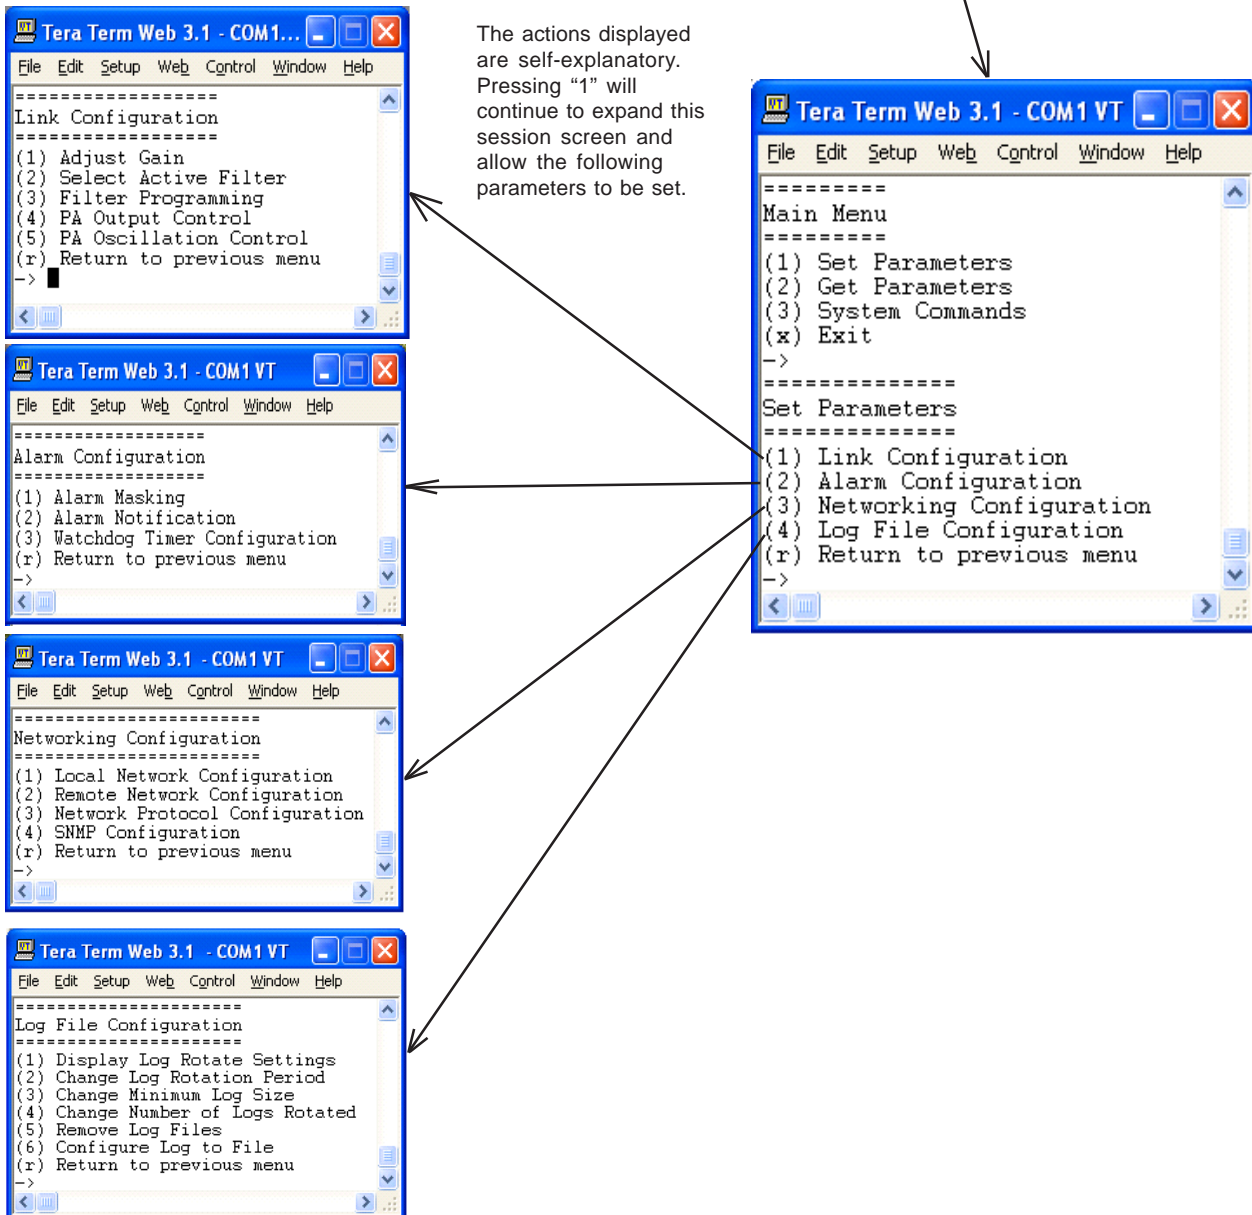 Tera Term Web 3.1 - COM1...
File Edit Setup Web Control Window Help
===================
Link Configuration
===================
(1) Adjust Gain
(2) Select Active Filter
(3) Filter Programming
(4) PA Output Control
(5) PA Oscillation Control
(r) Return to previous menu
->
The actions displayed
are self-explanatory.
Pressing “1” will
continue to expand this
session screen and
allow the following
parameters to be set.
Tera Term Web 3.1 - COM1 VT
File Edit Setup Web Control Window Help
=========
Main Menu
=========
(1) Set Parameters
(2) Get Parameters
(3) System Commands
(x) Exit
->
==============
Set Parameters
==============
(1) Link Configuration
(2) Alarm Configuration
(3) Networking Configuration
(4) Log File Configuration
(r) Return to previous menu
->
Tera Term Web 3.1 - COM1 VT
File Edit Setup Web Control Window Help
===================
Alarm Configuration
===================
(1) Alarm Masking
(2) Alarm Notification
(3) Watchdog Timer Configuration
(r) Return to previous menu
->
Tera Term Web 3.1 - COM1 VT
File Edit Setup Web Control Window Help
========================
Networking Configuration
========================
(1) Local Network Configuration
(2) Remote Network Configuration
(3) Network Protocol Configuration
(4) SNMP Configuration
(r) Return to previous menu
->
Tera Term Web 3.1 - COM1 VT
File Edit Setup Web Control Window Help
======================
Log File Configuration
======================
(1) Display Log Rotate Settings
(2) Change Log Rotation Period
(3) Change Minimum Log Size
(4) Change Number of Logs Rotated
(5) Remove Log Files
(6) Configure Log to File
(r) Return to previous menu
->